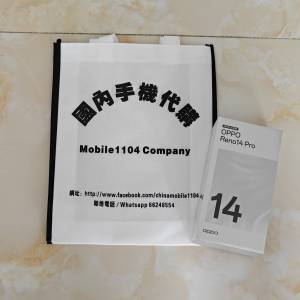 國內手機代購
Mobile1104 Company
網址: http://www.facebook.com/chinamobile1104
聯絡電話 / Whatsapp 66248554
OPPO
Reno14 Pro
14
OPPO